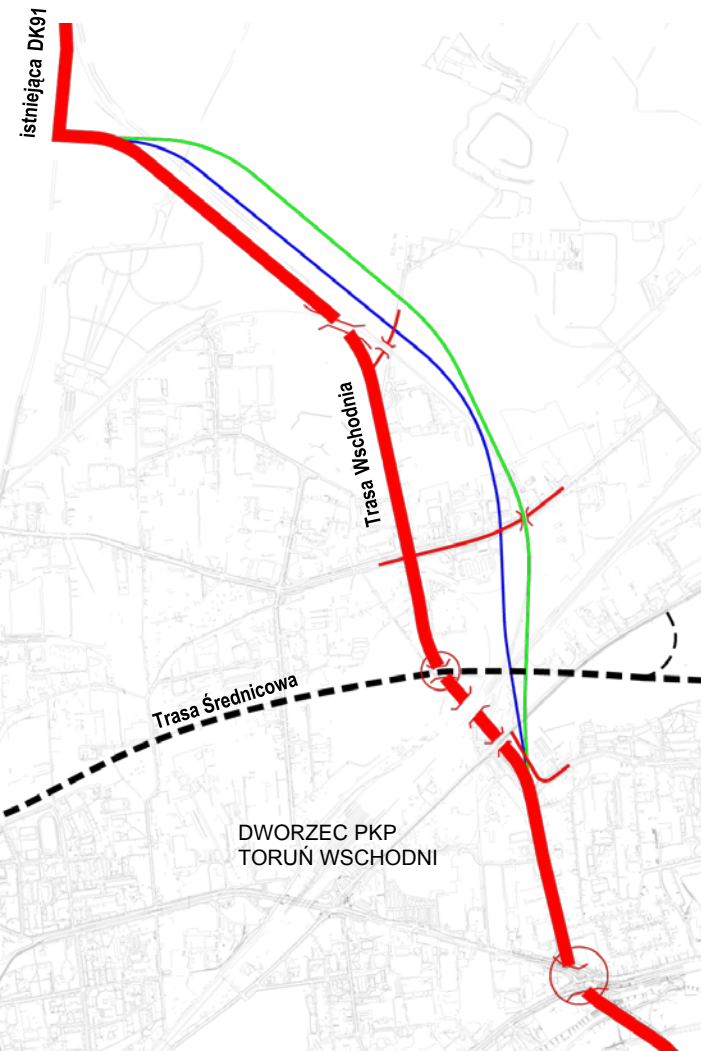 istniejąca DK91
Trasa Wschodnia
Trasa Średnicowa
DWORZEC PKP
TORUŃ WSCHODNI